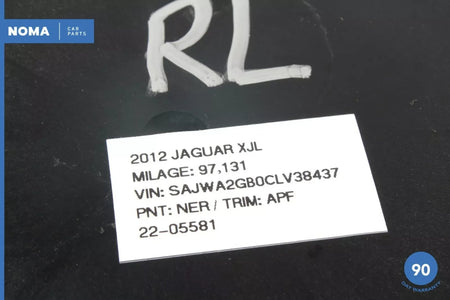 NOMA CAR PARTS
RL
2012 JAGUAR XJL
MILAGE: 97,131
VIN: SAJWA2GB0CLV38437
PNT: NER / TRIM: APF
22-05581
90
DAY WARRANTY